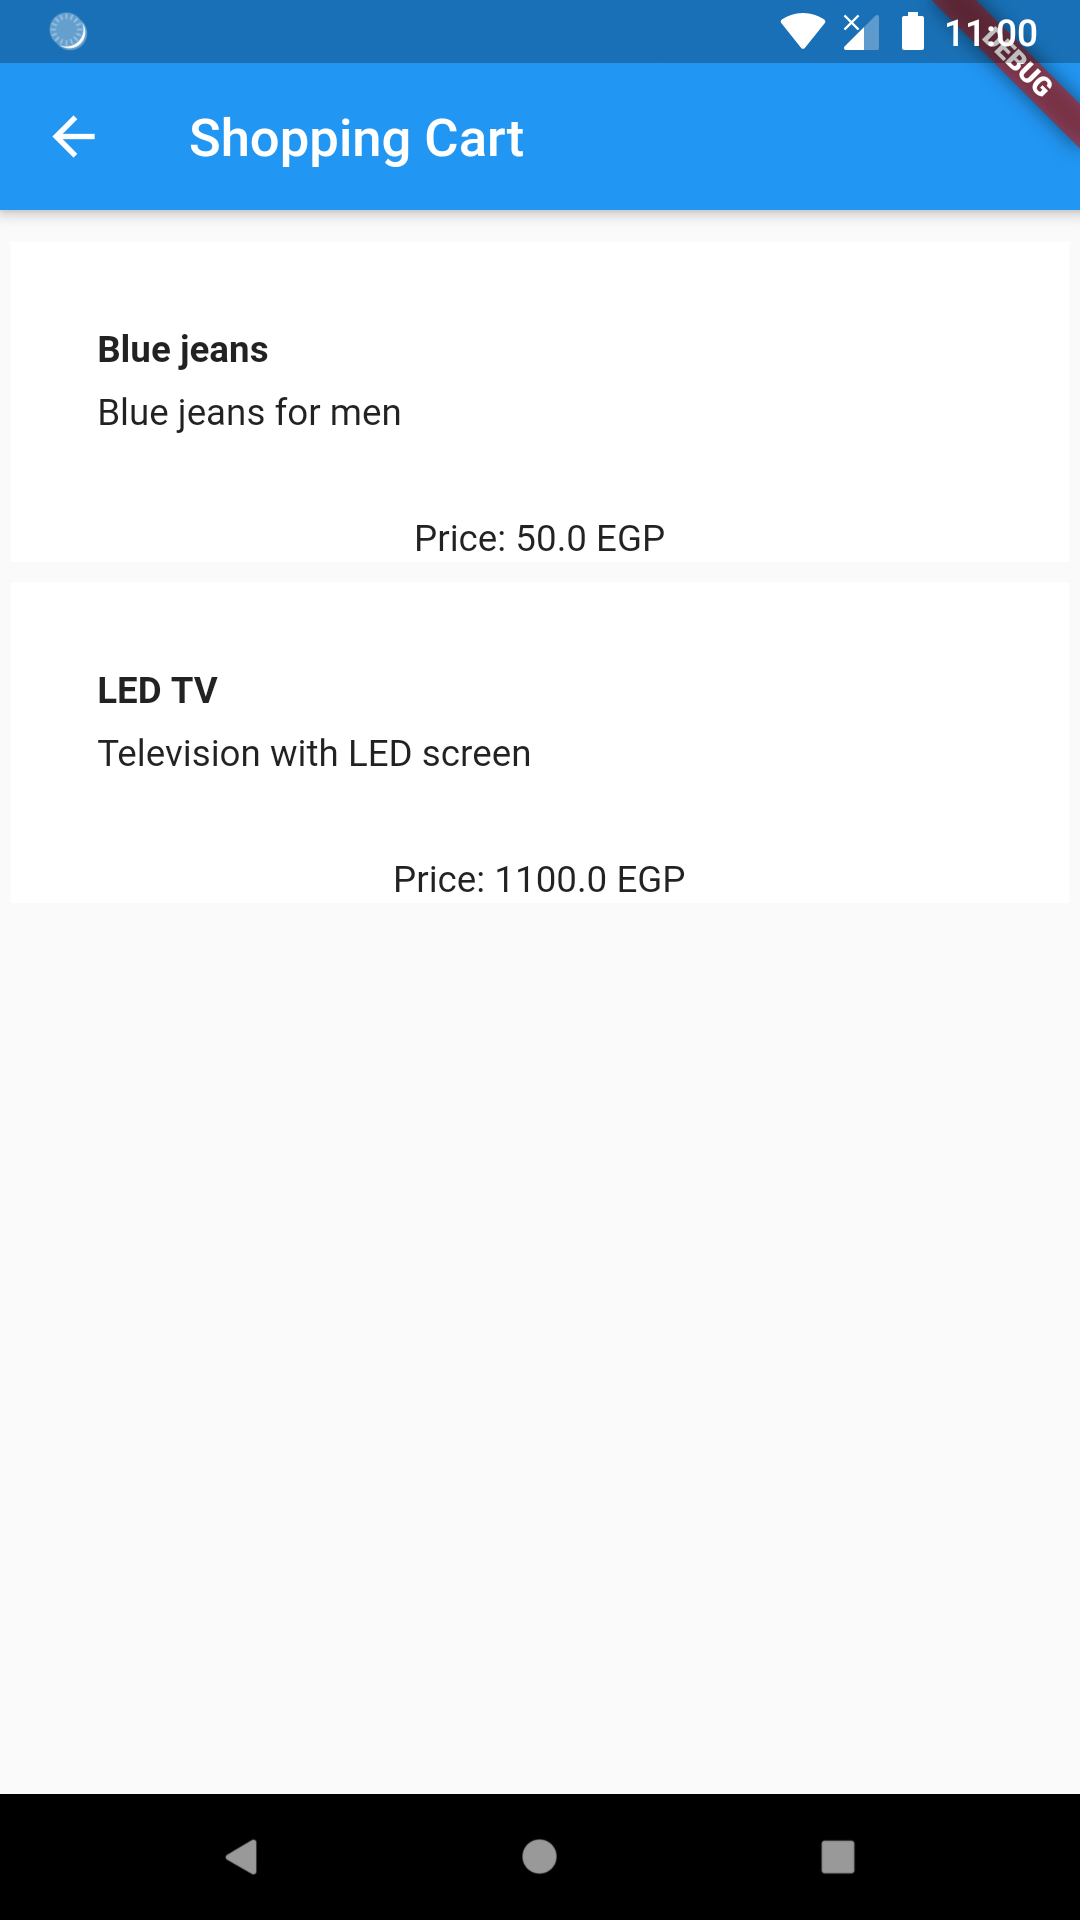 11:00
DEBUG
Shopping Cart
Blue jeans
Blue jeans for men
Price: 50.0 EGP
LED TV
Television with LED screen
Price: 1100.0 EGP